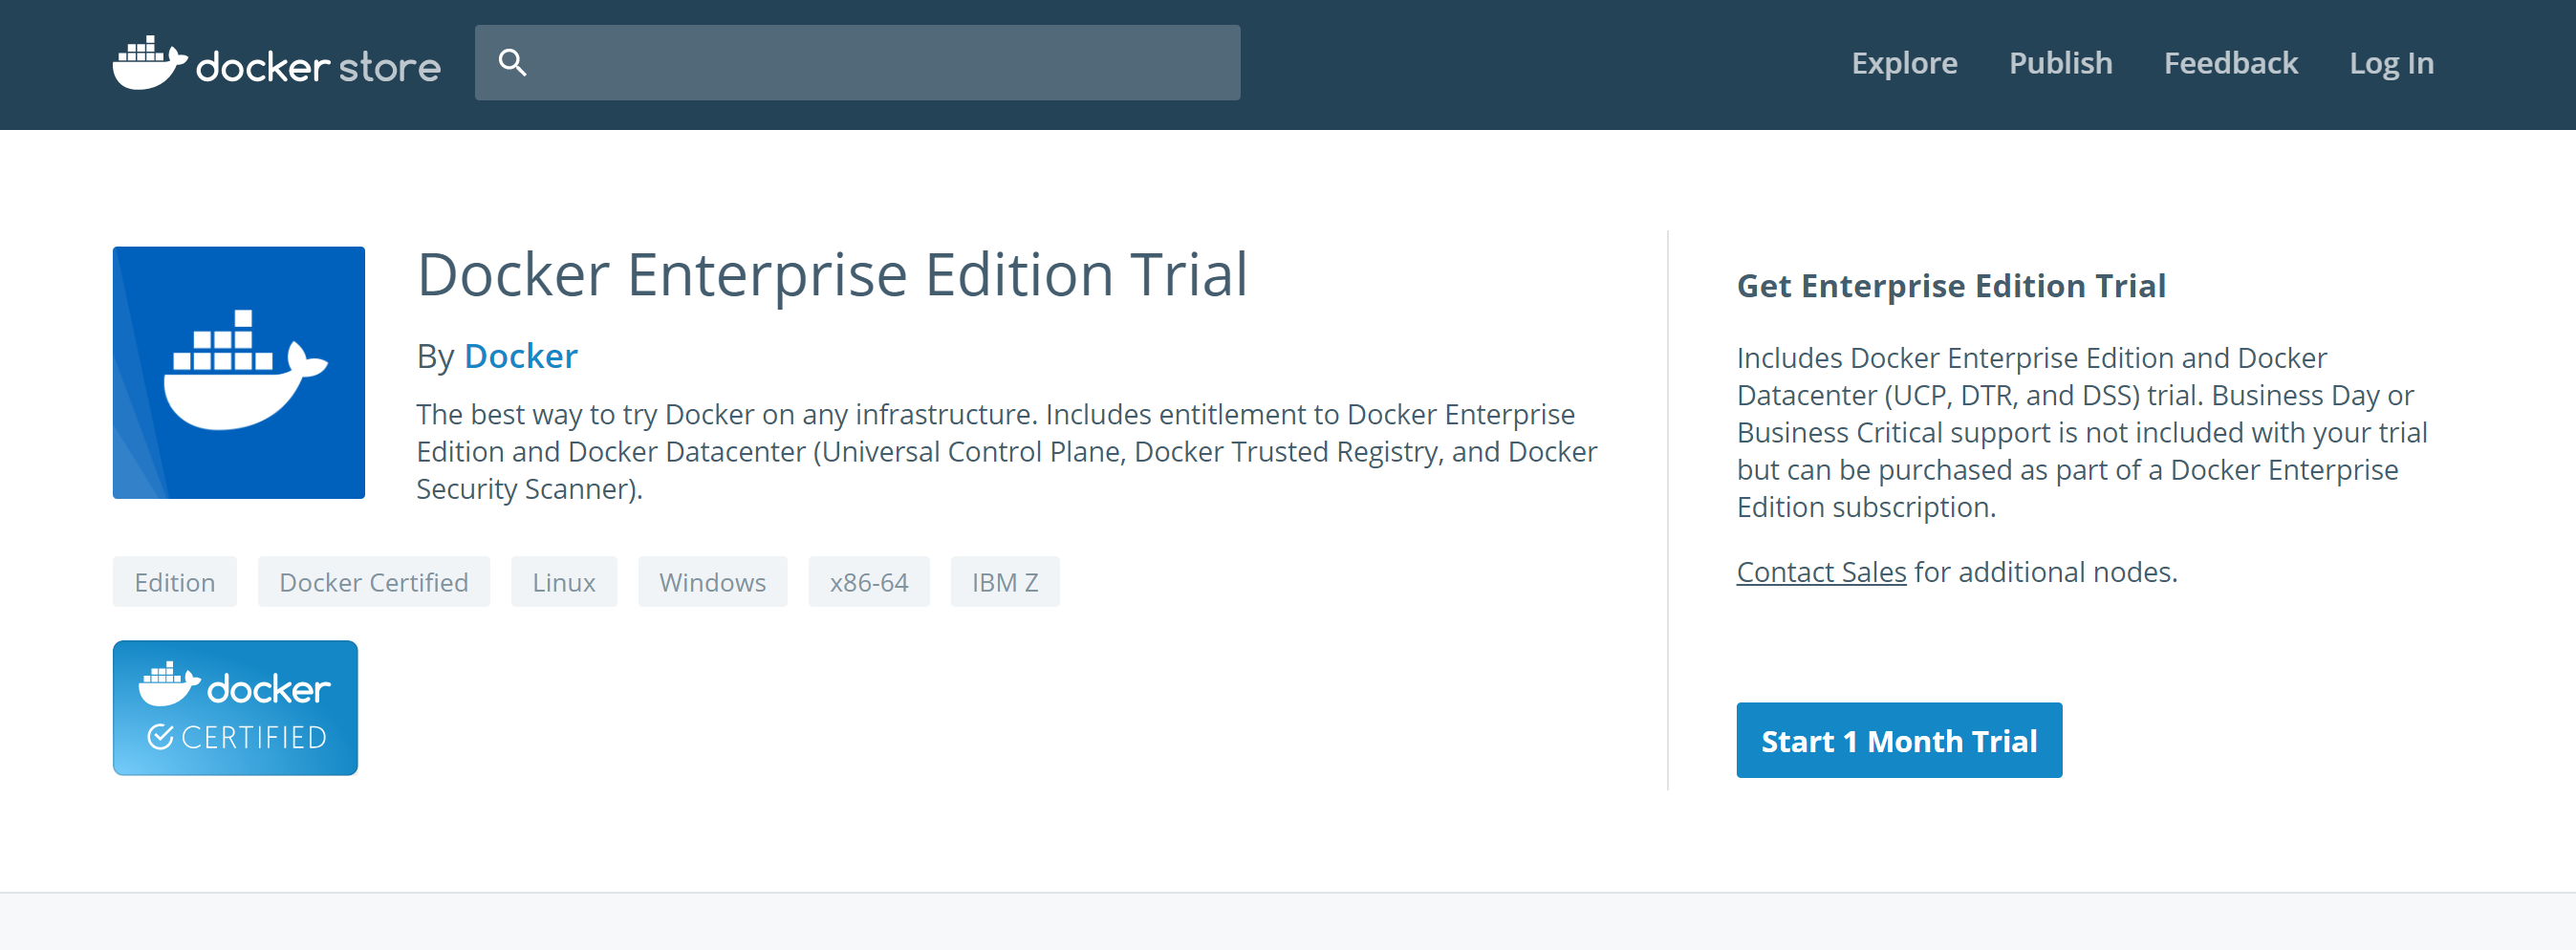 docker store
Explore
Publish
Feedback
Log In
Docker Enterprise Edition Trial
By Docker
The best way to try Docker on any infrastructure. Includes entitlement to Docker Enterprise
Edition and Docker Datacenter (Universal Control Plane, Docker Trusted Registry, and Docker
Security Scanner).
Edition
Docker Certified
Linux
Windows
x86-64
IBM Z
docker
CERTIFIED
Get Enterprise Edition Trial
Includes Docker Enterprise Edition and Docker
Datacenter (UCP, DTR, and DSS) trial. Business Day or
Business Critical support is not included with your trial
but can be purchased as part of a Docker Enterprise
Edition subscription.
Contact Sales for additional nodes.
Start 1 Month Trial